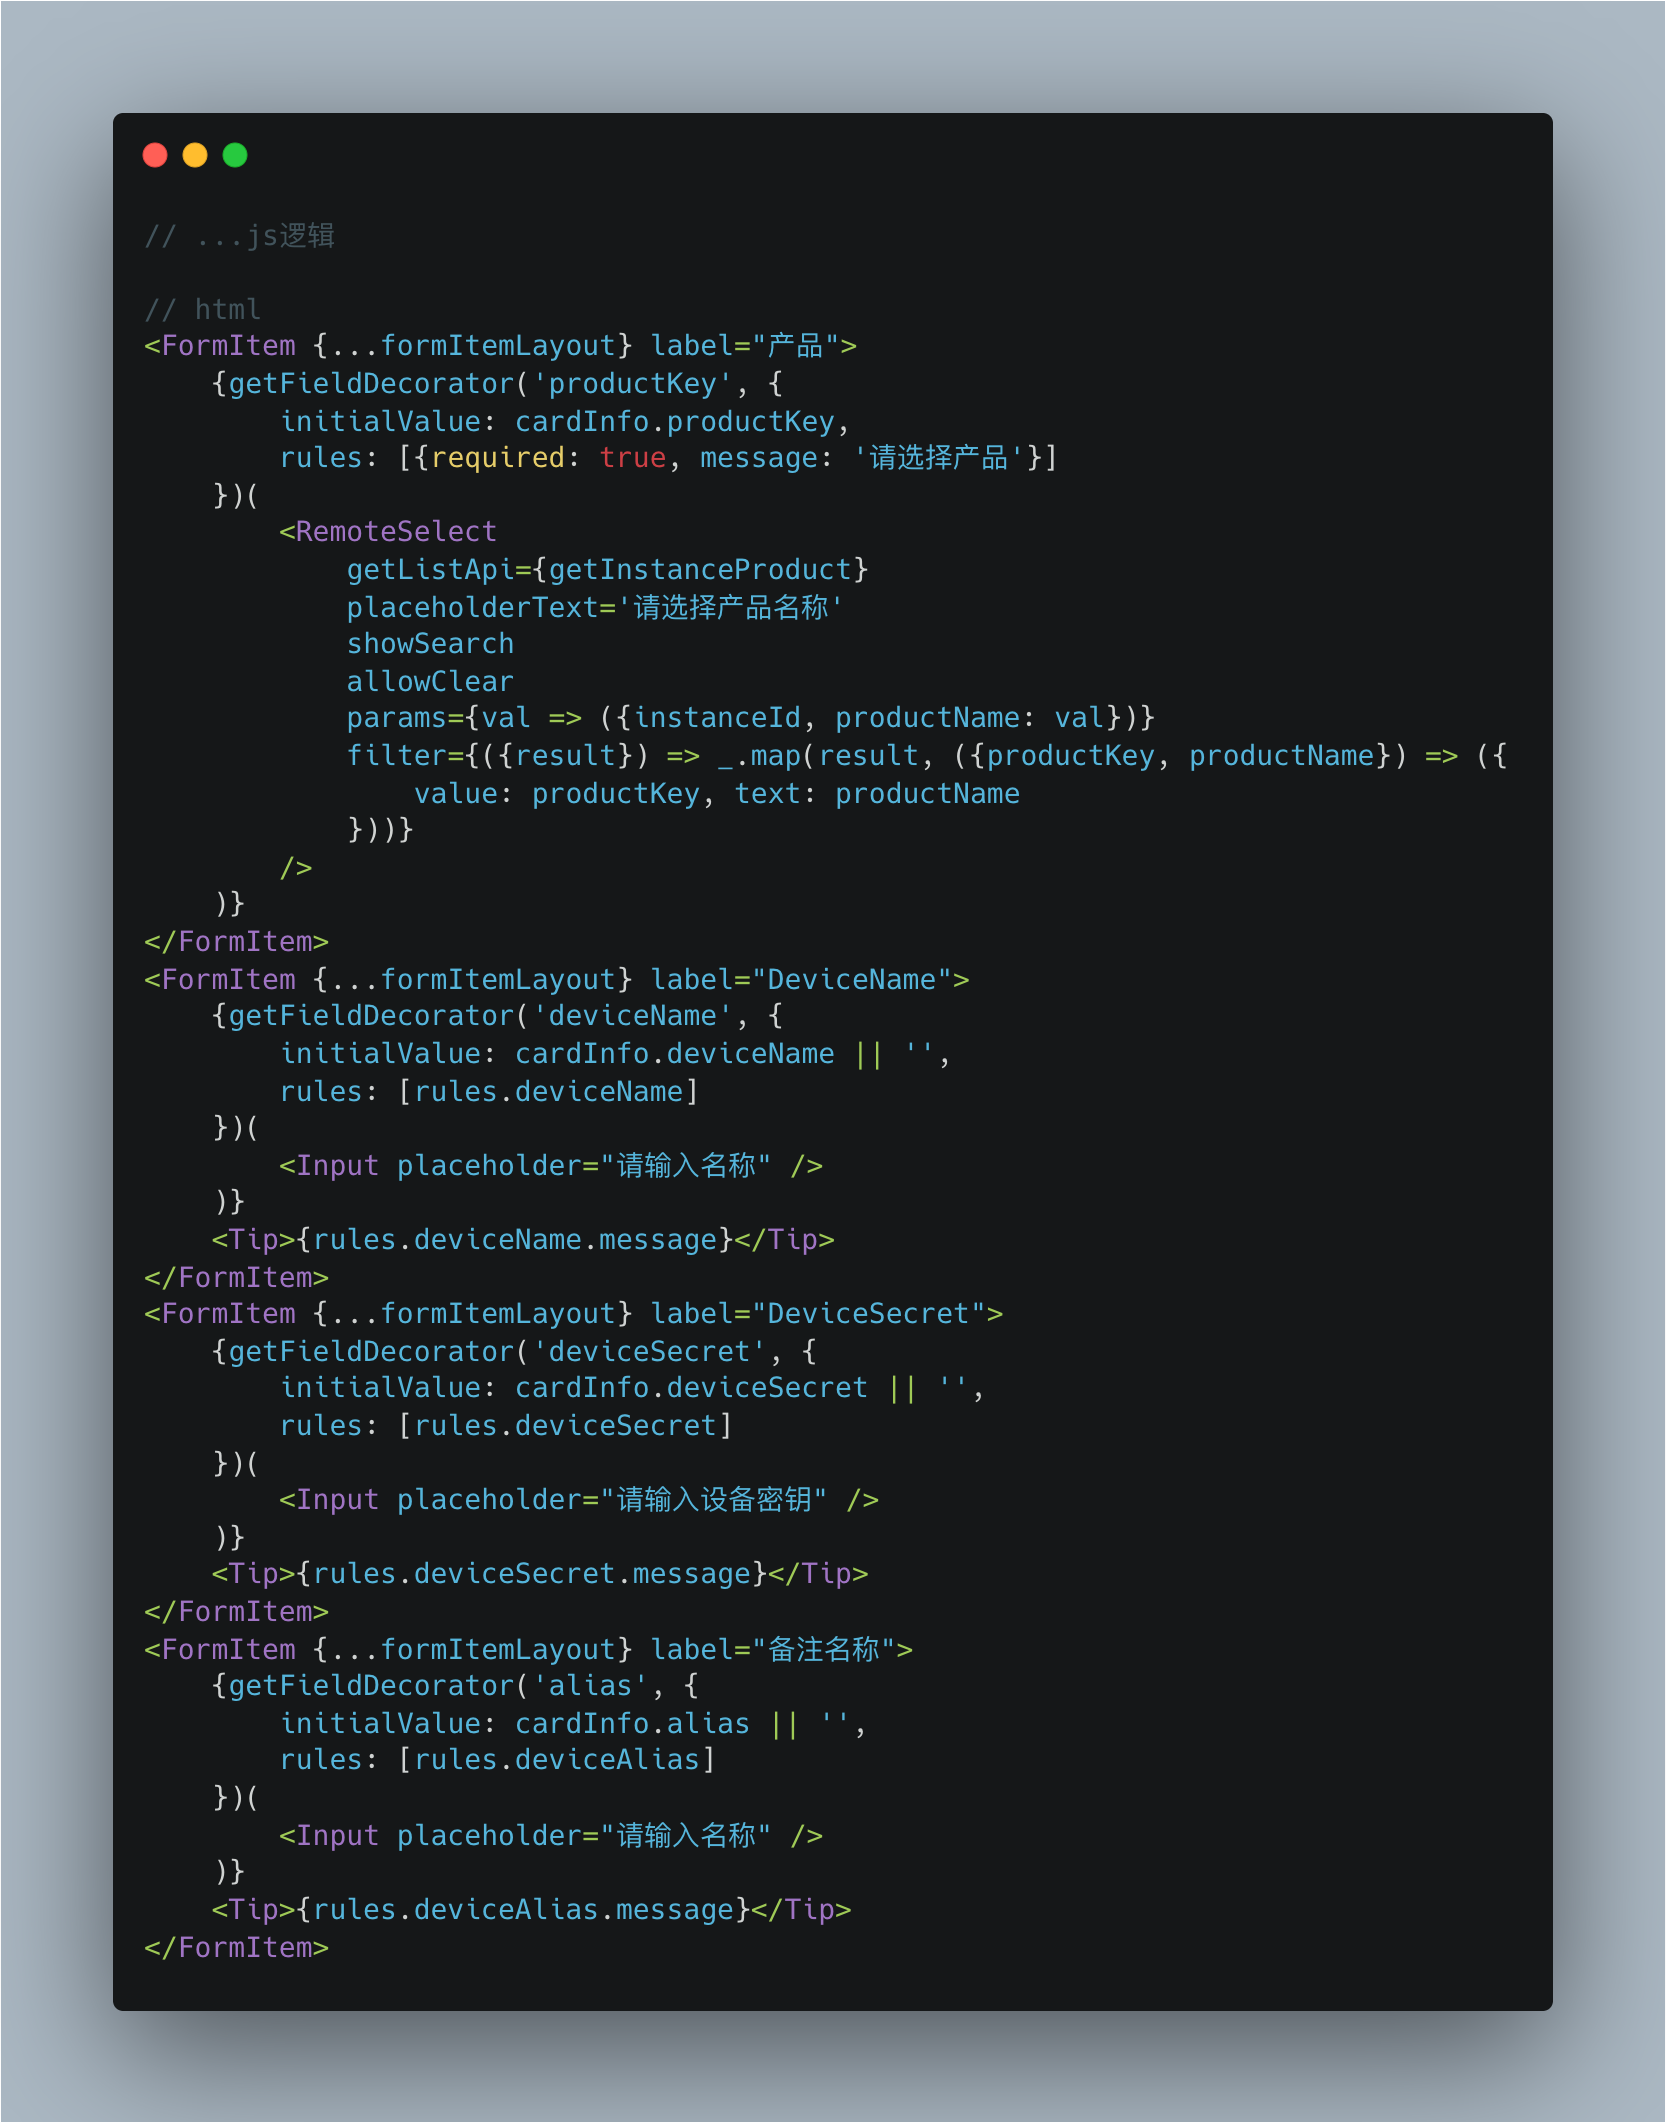 // ...js逻辑
// html
<FormItem {...formItemLayout} label="产品">
    {getFieldDecorator('productKey', {
        initialValue: cardInfo.productKey,
        rules: [{required: true, message: '请选择产品'}]
    })(
        <RemoteSelect
            getListApi={getInstanceProduct}
            placeholderText='请选择产品名称'
            showSearch
            allowClear
            params={val => ({instanceId, productName: val})}
            filter={({result}) => _.map(result, ({productKey, productName}) => ({
                value: productKey, text: productName
            }))}
        />
    )}
</FormItem>
<FormItem {...formItemLayout} label="DeviceName">
    {getFieldDecorator('deviceName', {
        initialValue: cardInfo.deviceName || '',
        rules: [rules.deviceName]
    })(
        <Input placeholder="请输入名称" />
    )}
    <Tip>{rules.deviceName.message}</Tip>
</FormItem>
<FormItem {...formItemLayout} label="DeviceSecret">
    {getFieldDecorator('deviceSecret', {
        initialValue: cardInfo.deviceSecret || '',
        rules: [rules.deviceSecret]
    })(
        <Input placeholder="请输入设备密钥" />
    )}
    <Tip>{rules.deviceSecret.message}</Tip>
</FormItem>
<FormItem {...formItemLayout} label="备注名称">
    {getFieldDecorator('alias', {
        initialValue: cardInfo.alias || '',
        rules: [rules.deviceAlias]
    })(
        <Input placeholder="请输入名称" />
    )}
    <Tip>{rules.deviceAlias.message}</Tip>
</FormItem>